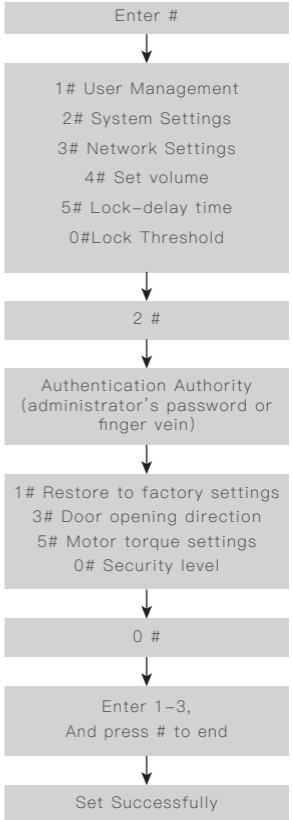 Enter #
1# User Management
2# System Settings
3# Network Settings
4# Set volume
5# Lock-delay time
0#Lock Threshold
2 #
Authentication Authority
(administrator's password or
finger vein)
1# Restore to factory settings
3# Door opening direction
5# Motor torque settings
0# Security level
0 #
Enter 1-3,
And press # to end
Set Successfully